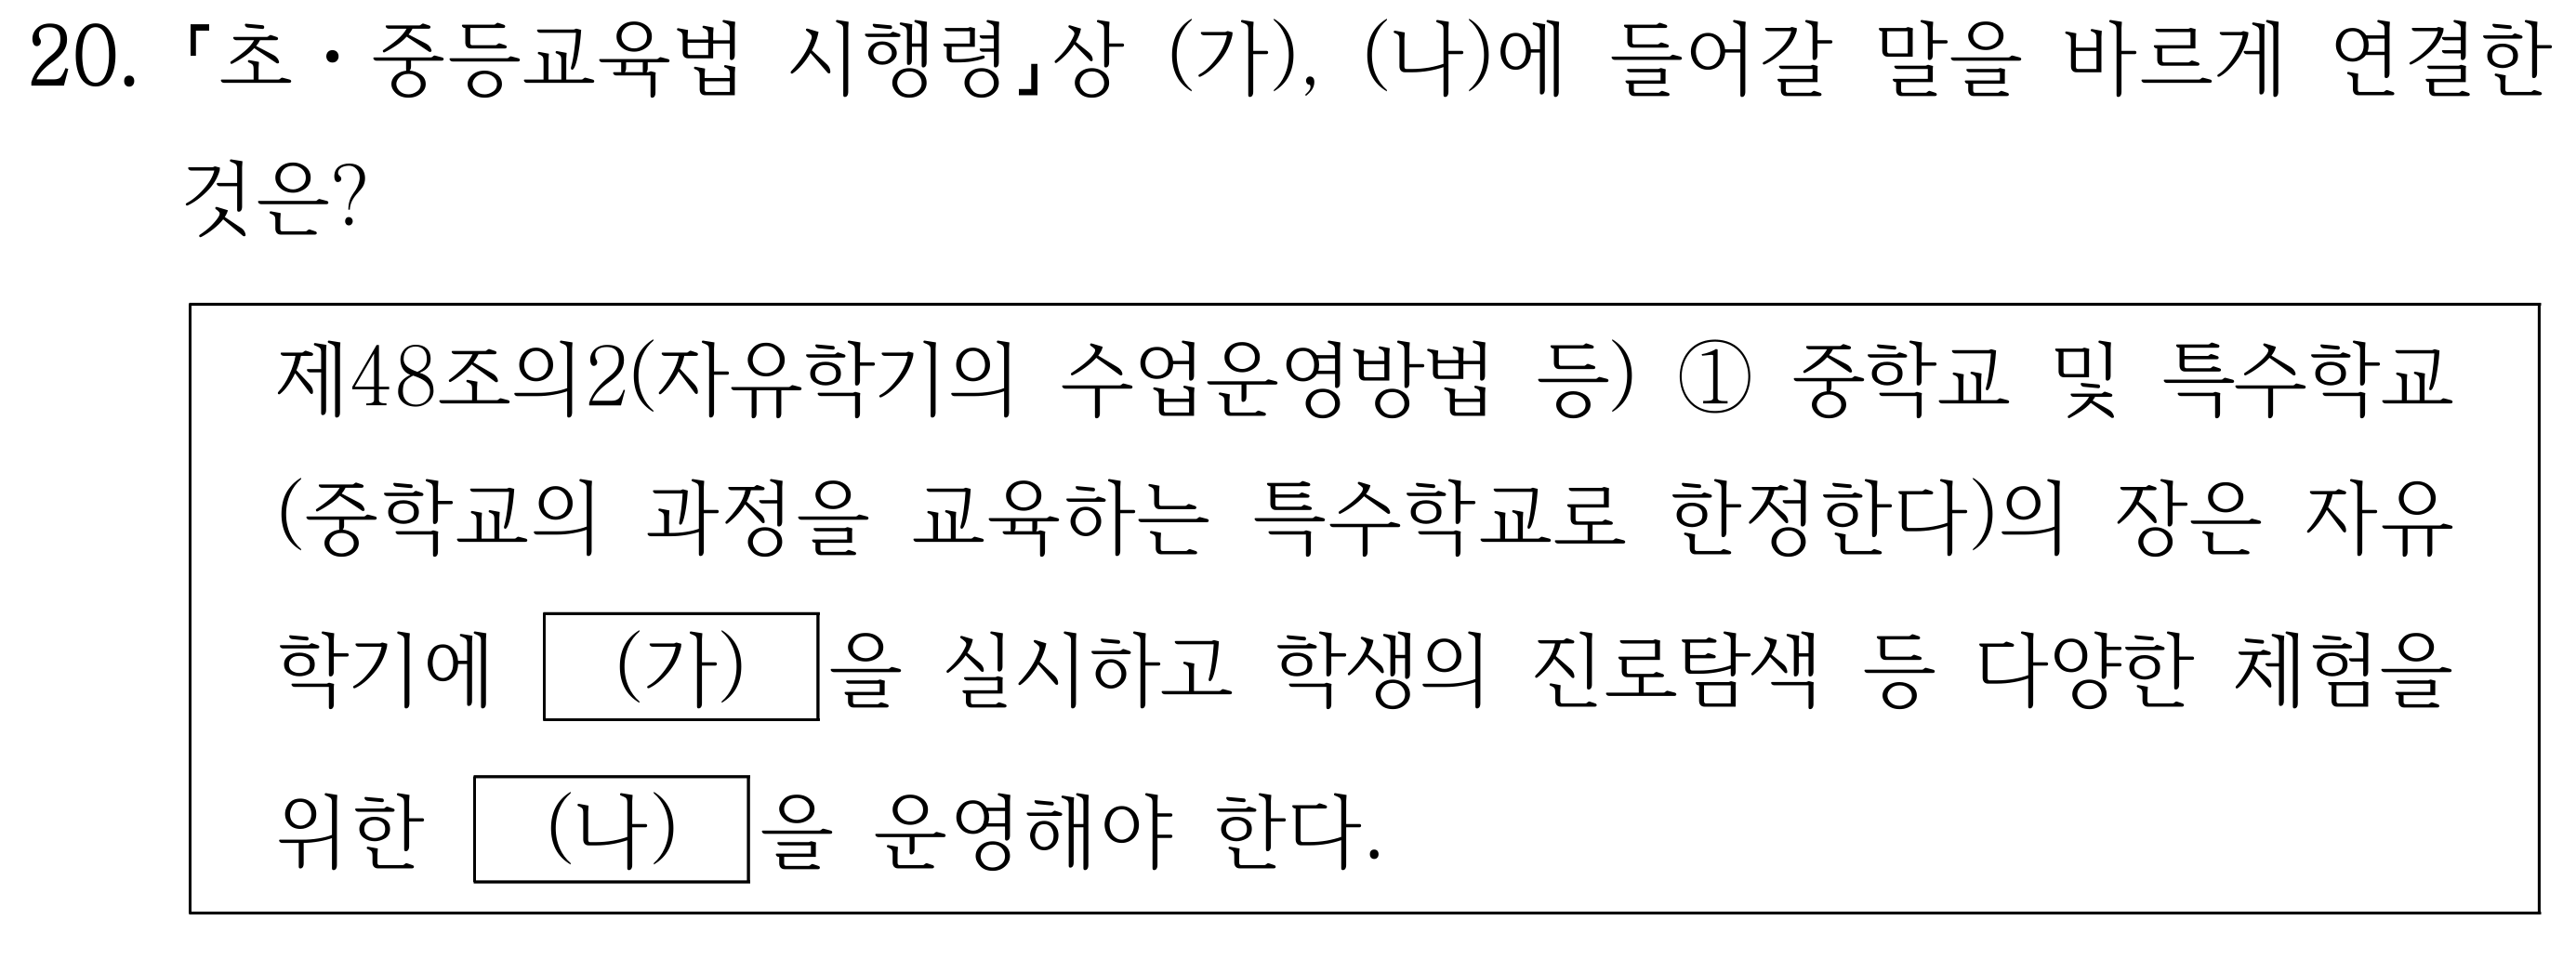 20. 「초・중등교육법 시행령」상 (가), (나)에 들어갈 말을 바르게 연결한
것은?
제48조의2(자유학기의 수업운영방법 등) ① 중학교 및 특수학교
(중학교의 과정을 교육하는 특수학교로 한정한다)의 장은 자유
학기에 (가) 을 실시하고 학생의 진로탐색 등 다양한 체험을
위한 (나) 을 운영해야 한다.